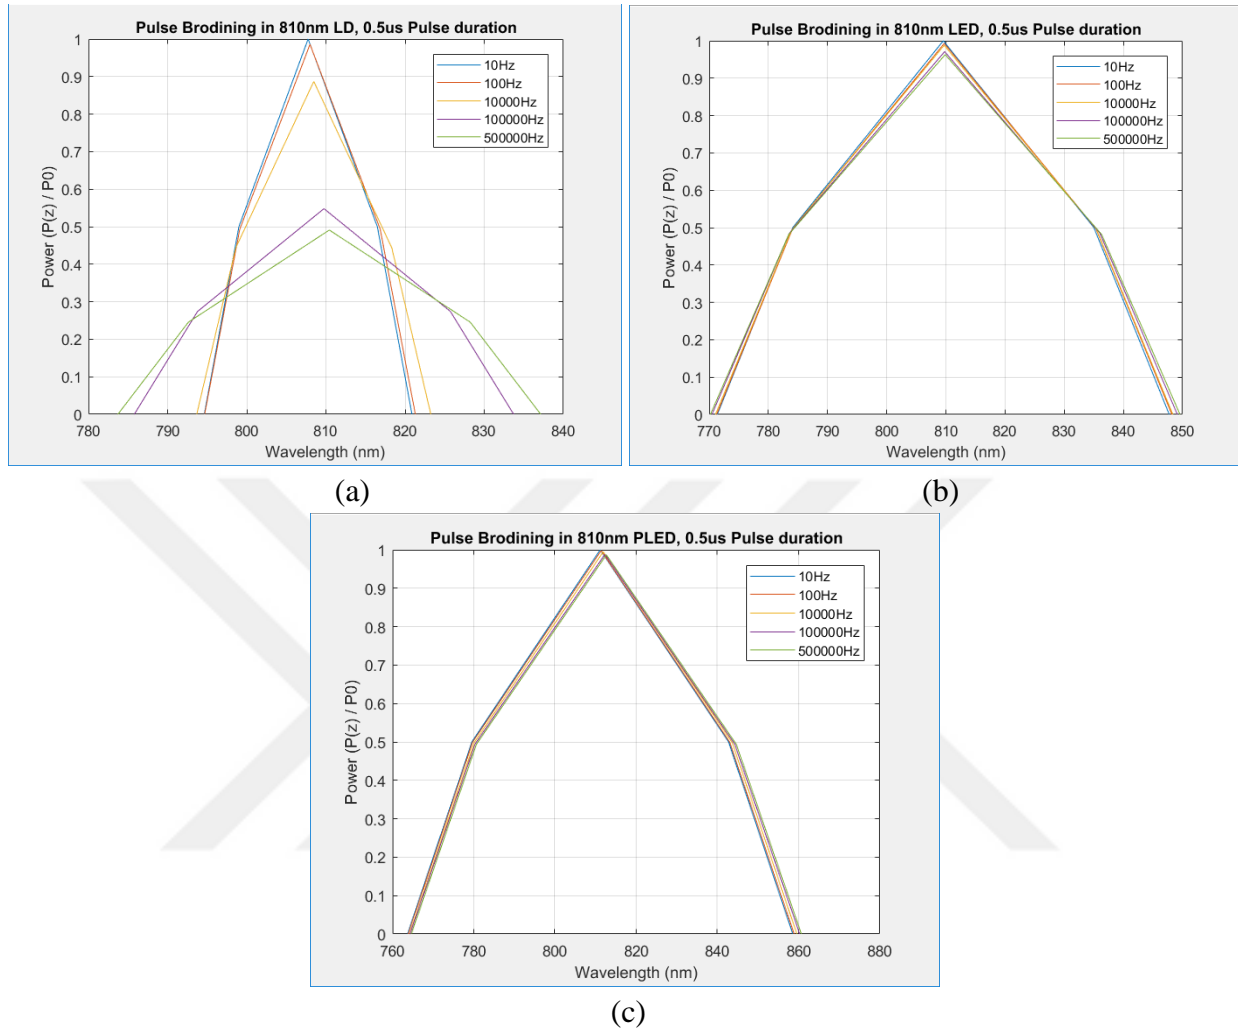 Pulse Brodining in 810nm LD, 0.5us Pulse duration
1
0.9
0.8
0.7
0.6
0.5
0.4
0.3
0.2
0.1
0
Power (P(z) / P0)
10Hz
100Hz
10000Hz
100000Hz
500000Hz
780 790 800 810 820 830 840
Wavelength (nm)
(a)
Pulse Brodining in 810nm LED, 0.5us Pulse duration
1
0.9
0.8
0.7
0.6
0.5
0.4
0.3
0.2
0.1
0
Power (P(z) / P0)
10Hz
100Hz
10000Hz
100000Hz
500000Hz
770 780 790 800 810 820 830 840 850
Wavelength (nm)
(b)
Pulse Brodining in 810nm PLED, 0.5us Pulse duration
1
0.9
0.8
0.7
0.6
0.5
0.4
0.3
0.2
0.1
0
Power (P(z) / P0)
10Hz
100Hz
10000Hz
100000Hz
500000Hz
760 780 800 820 840 860 880
Wavelength (nm)
(c)